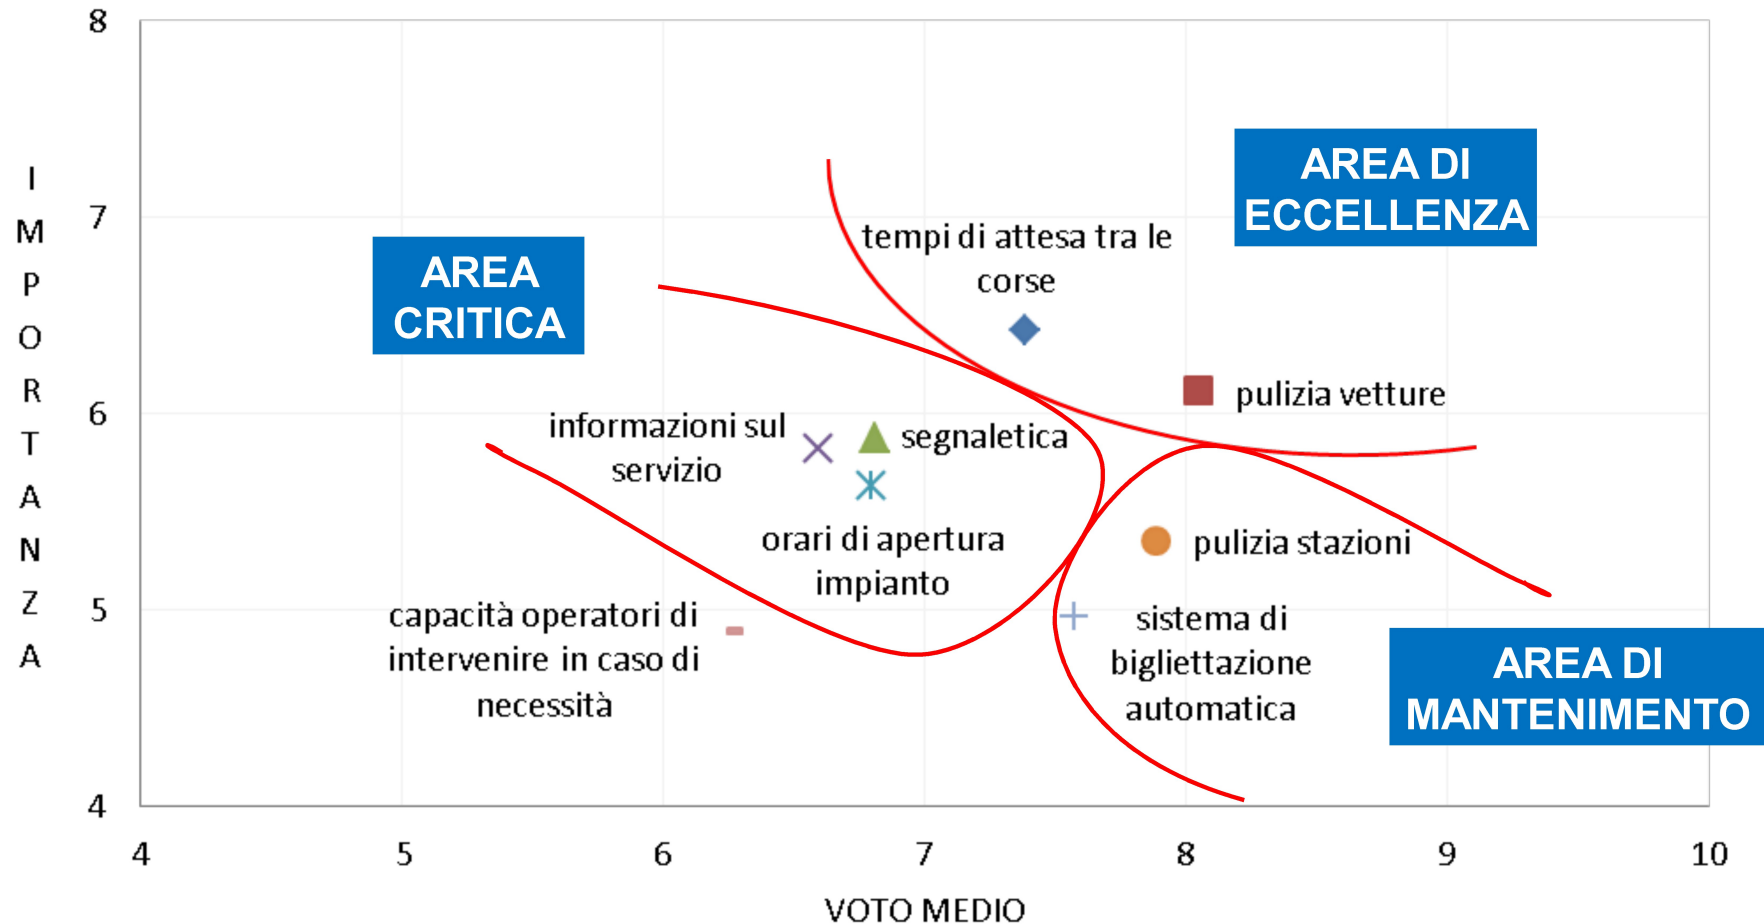 8
7
6
5
4
I
M
P
O
R
T
A
N
Z
A
AREA DI
ECCELLENZA
tempi di attesa tra le
corse
AREA
CRITICA
pulizia vetture
informazioni sul
servizio
segnaletica
orari di apertura
impianto
pulizia stazioni
capacità operatori di
intervenire in caso di
necessità
sistema di
bigliettazione
automatica
AREA DI
MANTENIMENTO
4 5 6 7 8 9 10
VOTO MEDIO